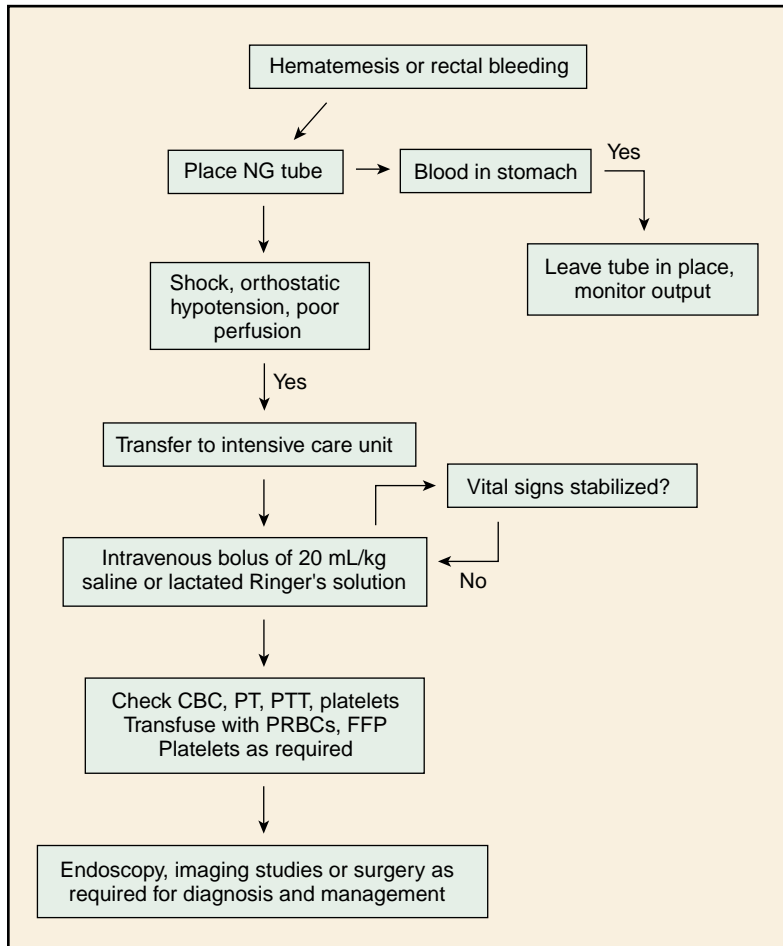 Hematemesis or rectal bleeding
Place NG tube
Blood in stomach
Yes
Leave tube in place,
monitor output
Shock, orthostatic
hypotension, poor
perfusion
Yes
Transfer to intensive care unit
Vital signs stabilized?
Intravenous bolus of 20 mL/kg
saline or lactated Ringer's solution
No
Check CBC, PT, PTT, platelets
Transfuse with PRBCs, FFP
Platelets as required
Endoscopy, imaging studies or surgery as
required for diagnosis and management